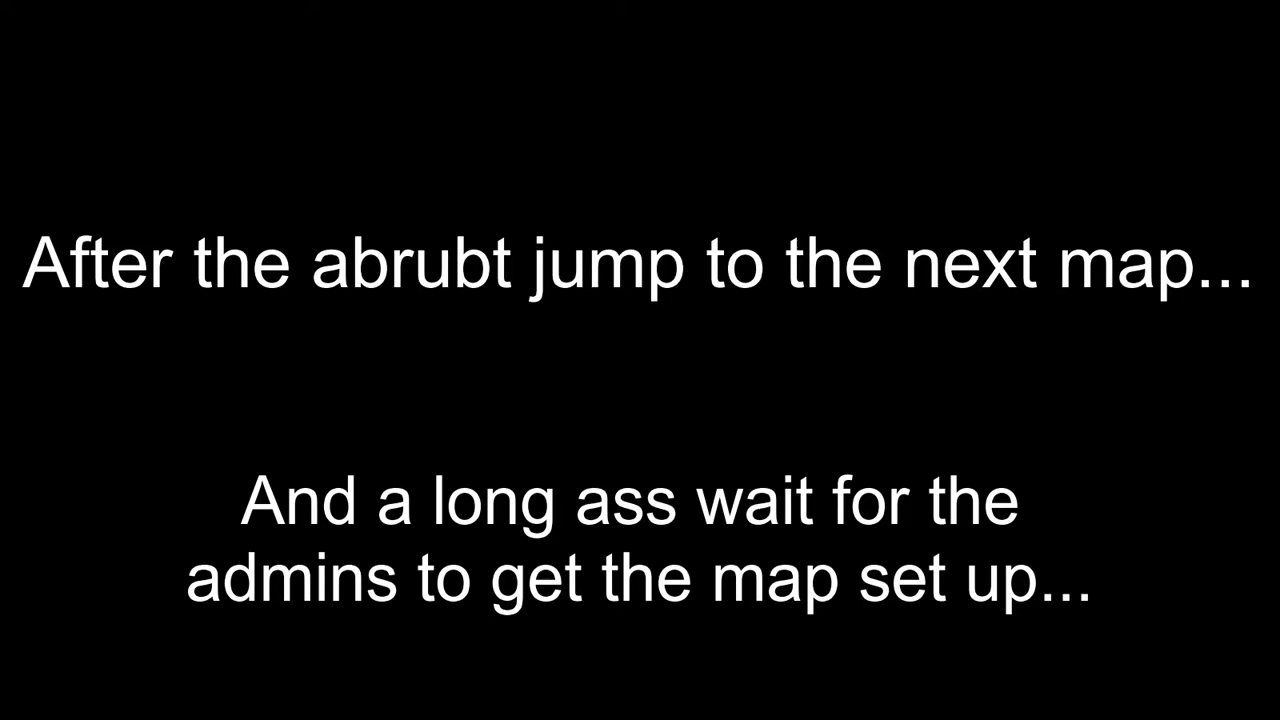 After the abrubt jump to the next map...
And a long ass wait for the
admins to get the map set up...